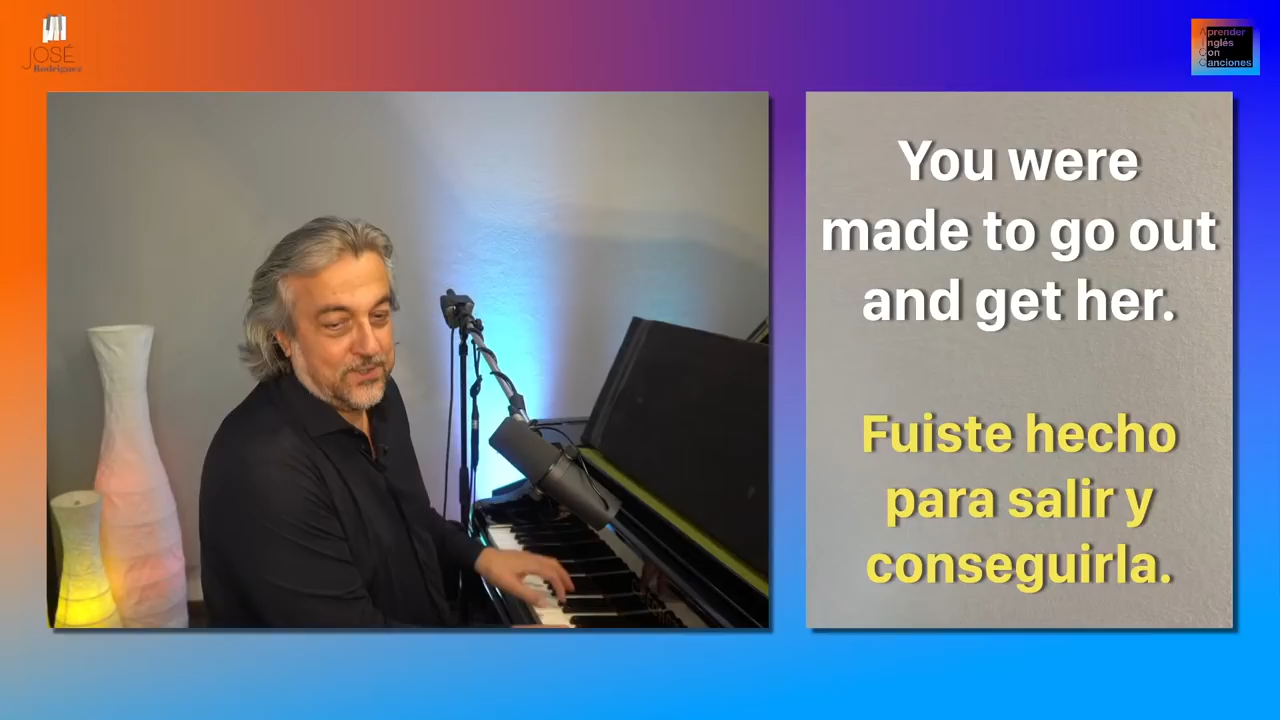 JOSÉ
Rodríguez
Aprender
Inglés
Con
Canciones
You were
made to go out
and get her.
Fuiste hecho
para salir y
conseguirla.